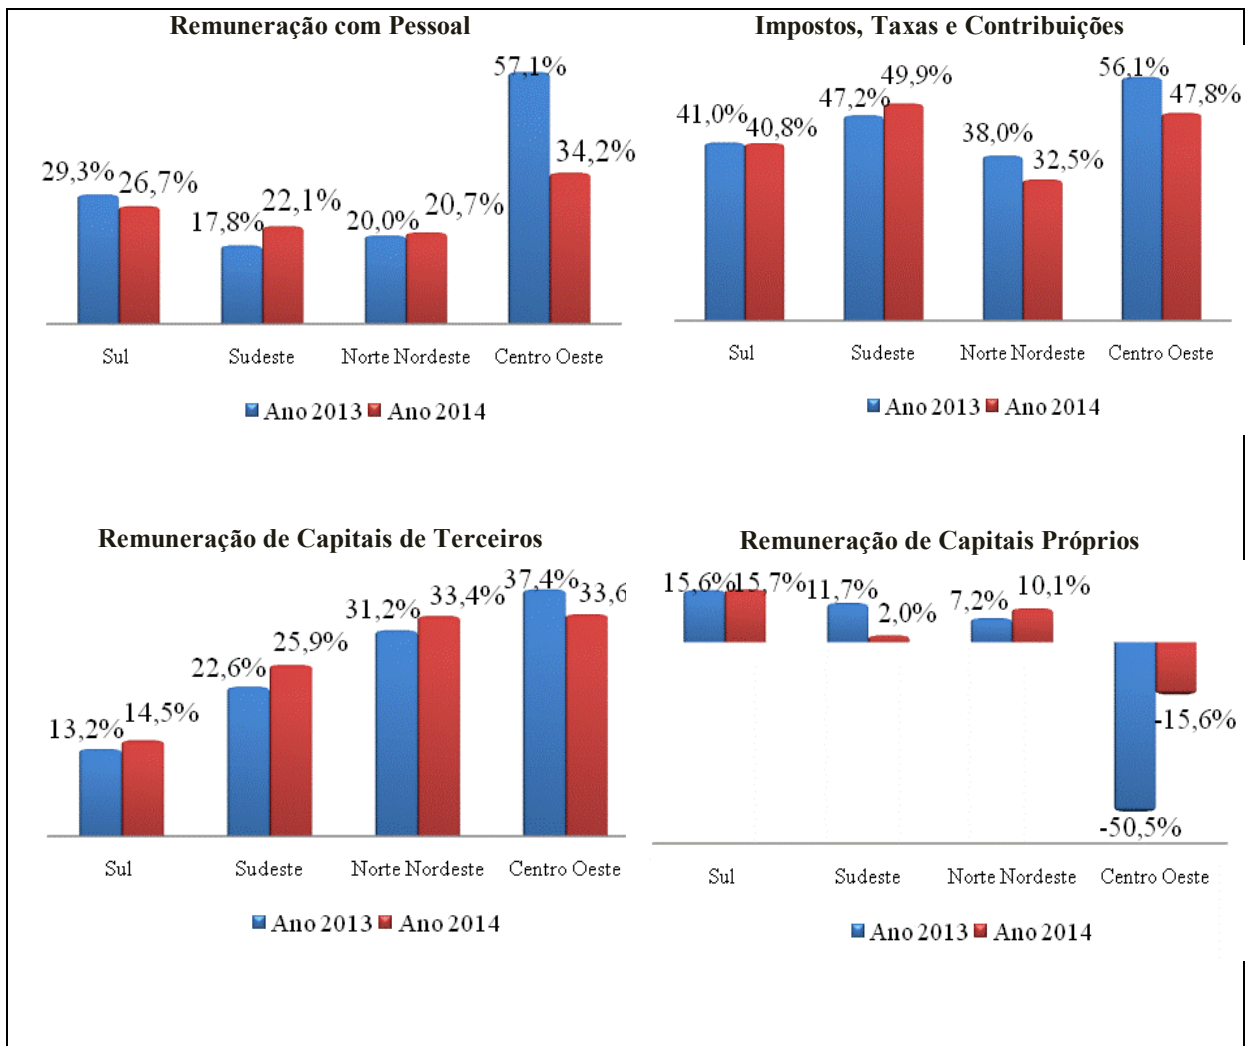 Remuneração com Pessoal
57,1%
34,2%
29,3%
26,7%
17,8%
22,1%
20,0%
20,7%
Sul Sudeste Norte Nordeste Centro Oeste
Ano 2013 Ano 2014
Impostos, Taxas e Contribuições
56,1%
47,8%
41,0%
40,8%
47,2%
49,9%
38,0%
32,5%
Sul Sudeste Norte Nordeste Centro Oeste
Ano 2013 Ano 2014
Remuneração de Capitais de Terceiros
37,4%
33,6
31,2%
33,4%
22,6%
25,9%
13,2%
14,5%
Sul Sudeste Norte Nordeste Centro Oeste
Ano 2013 Ano 2014
Remuneração de Capitais Próprios
15,6%
15,7%
11,7%
2,0%
7,2%
10,1%
-15,6%
-50,5%
Sul Sudeste Norte Nordeste Centro Oeste
Ano 2013 Ano 2014